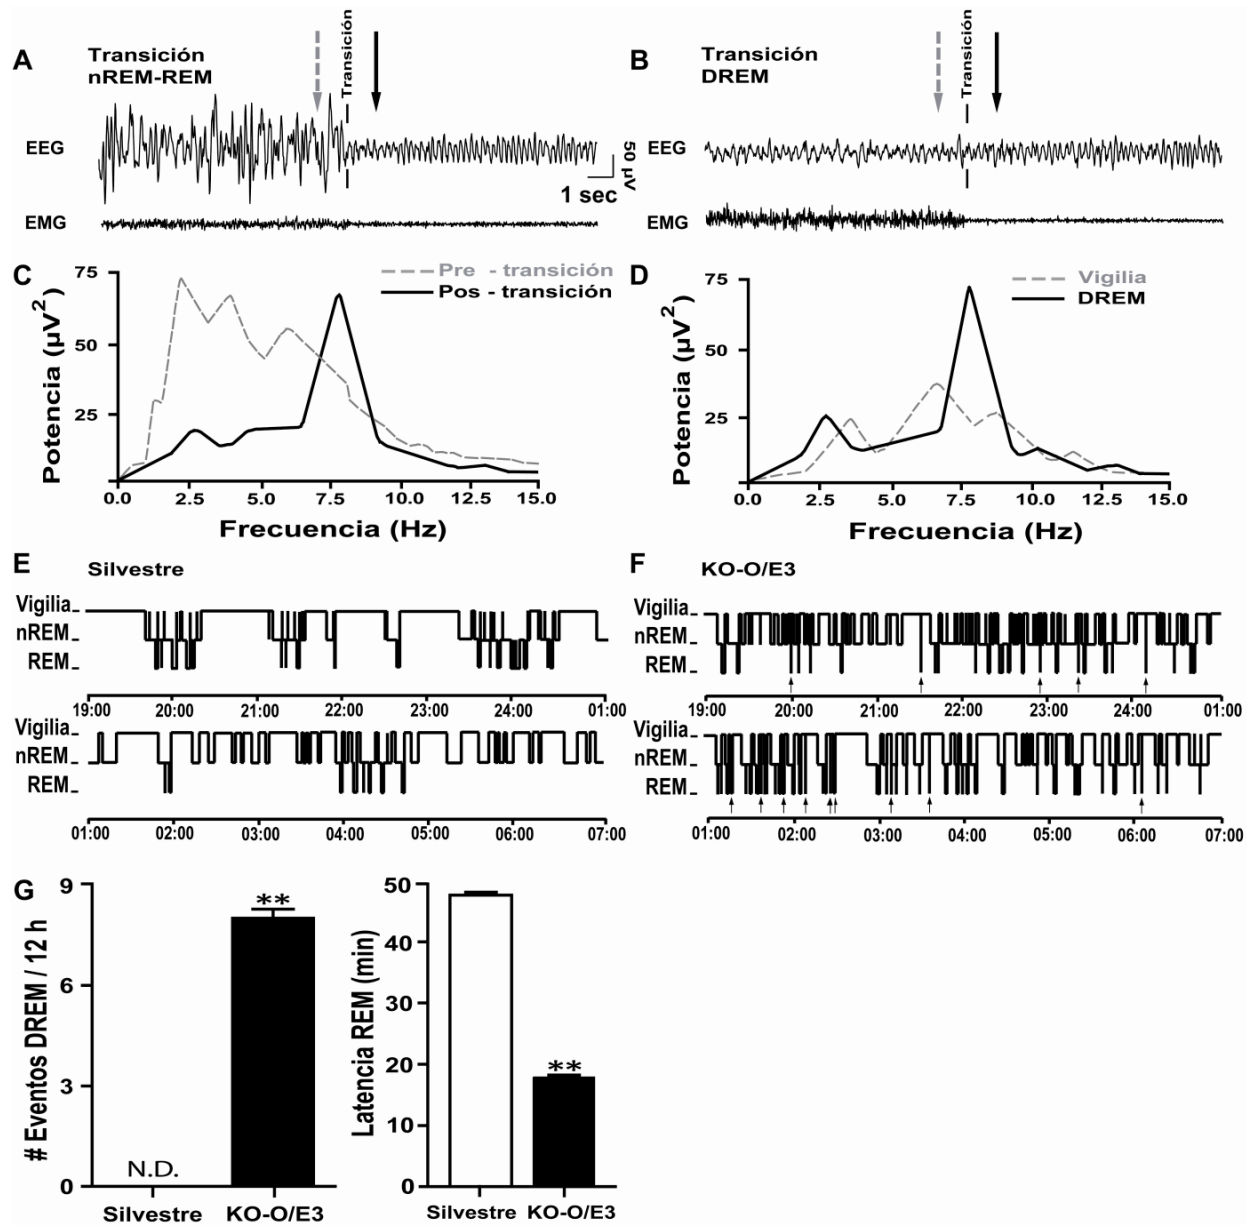 A
Transición
nREM-REM
Transición
EEG
50 µV
1 sec
EMG
B
Transición
DREM
Transición
EEG
EMG
C
Pre - transición
Pos - transición
Potencia (µV²)
75
50
25
0.0 2.5 5.0 7.5 10.0 12.5 15.0
Frecuencia (Hz)
D
Vigilia
DREM
Potencia (µV²)
75
50
25
0.0 2.5 5.0 7.5 10.0 12.5 15.0
Frecuencia (Hz)
E
Silvestre
Vigilia
nREM
REM
19:00 20:00 21:00 22:00 23:00 24:00 01:00
Vigilia
nREM
REM
01:00 02:00 03:00 04:00 05:00 06:00 07:00
F
KO-O/E3
Vigilia
nREM
REM
19:00 20:00 21:00 22:00 23:00 24:00 01:00
Vigilia
nREM
REM
01:00 02:00 03:00 04:00 05:00 06:00 07:00
G
# Eventos DREM / 12 h
9
6
3
0
**
N.D.
Silvestre KO-O/E3
Latencia REM (min)
50
40
30
20
10
0
**
Silvestre KO-O/E3